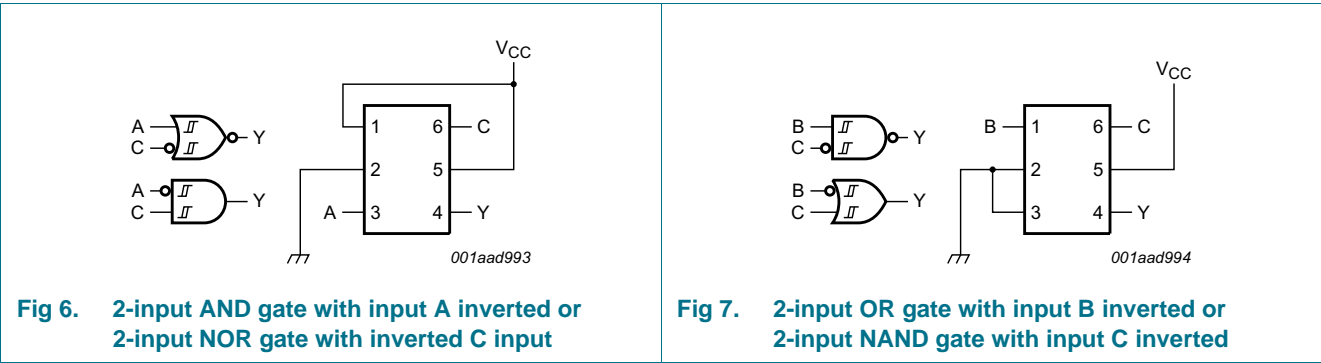 VCC
A
C
Y
A
C
Y
1 6 C
2 5
A 3 4 Y
001aad993
Fig 6. 2-input AND gate with input A inverted or
2-input NOR gate with inverted C input
VCC
B
C
Y
B
C
Y
B 1 6 C
2 5
3 4 Y
001aad994
Fig 7. 2-input OR gate with input B inverted or
2-input NAND gate with input C inverted